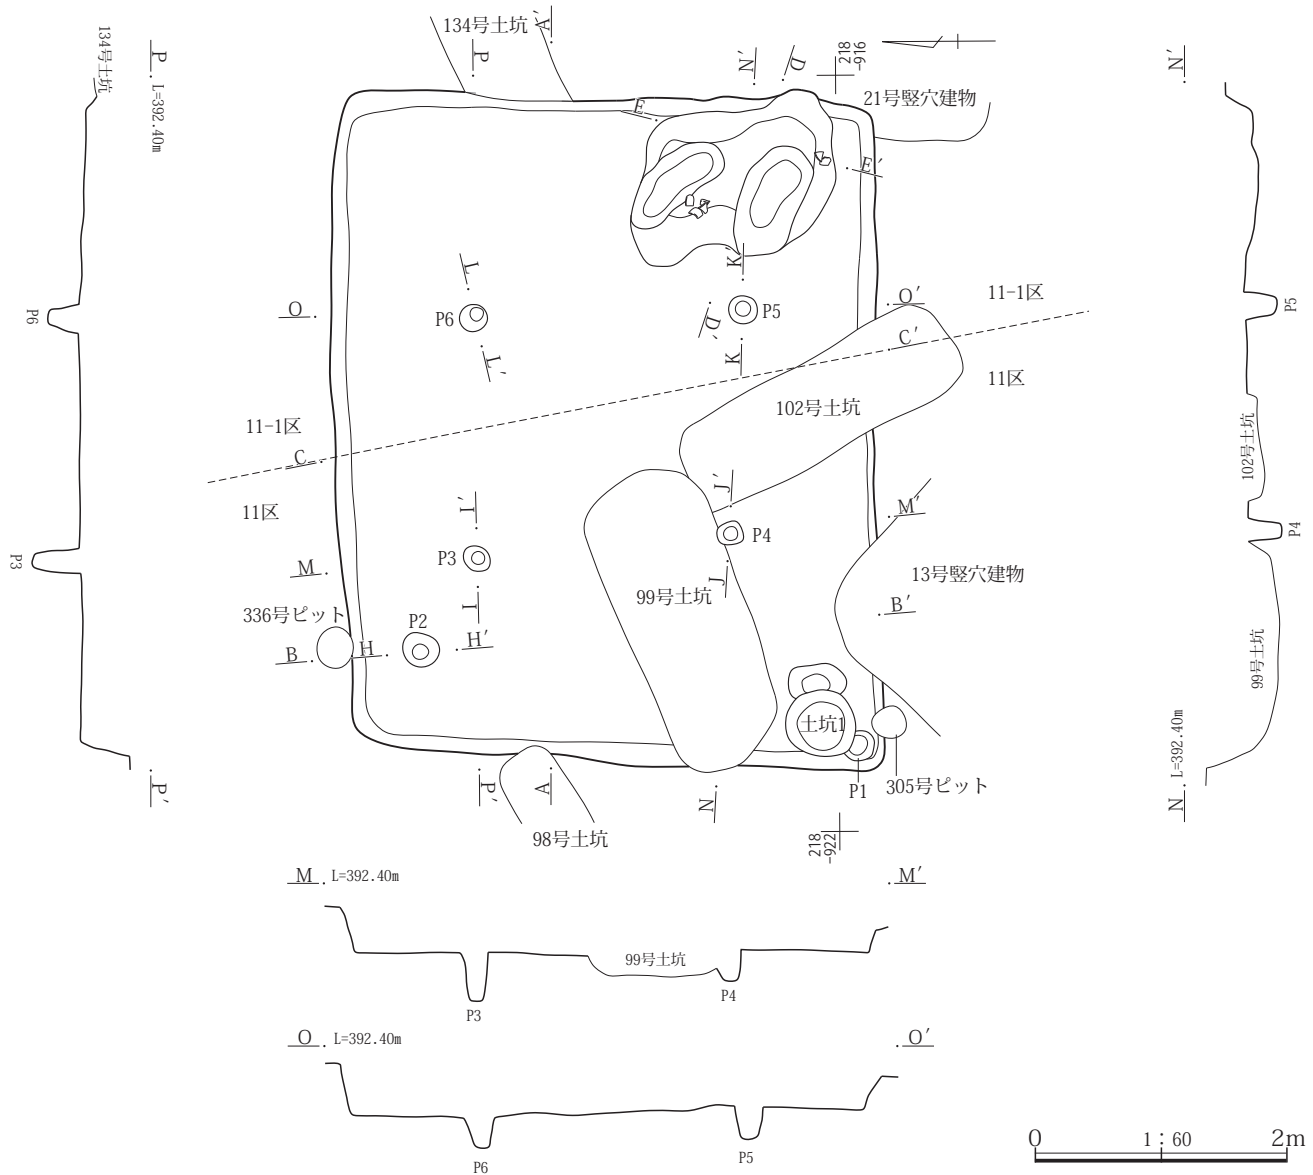 134号土坑
P
L=392.40m
134号土坑
A′
P
N′
D
218
-916
21号竪穴建物
N′
E
E′
L
K′
O
P6
P5
D′
O′
11-1区
P6
L′
K
C′
P5
11区
102号土坑
11-1区
C
11区
102号土坑
I′
J′
M′
P3
P3
P4
P4
M
99号土坑
13号竪穴建物
336号ピット
P2
I
J
B′
B
H
H′
99号土坑
土坑1
L=392.40m
P′
P′
A
N
P1
305号ピット
N
98号土坑
218
-922
M
L=392.40m
M′
99号土坑
P3
P4
O
L=392.40m
O′
P6
P5
0
1:60
2m